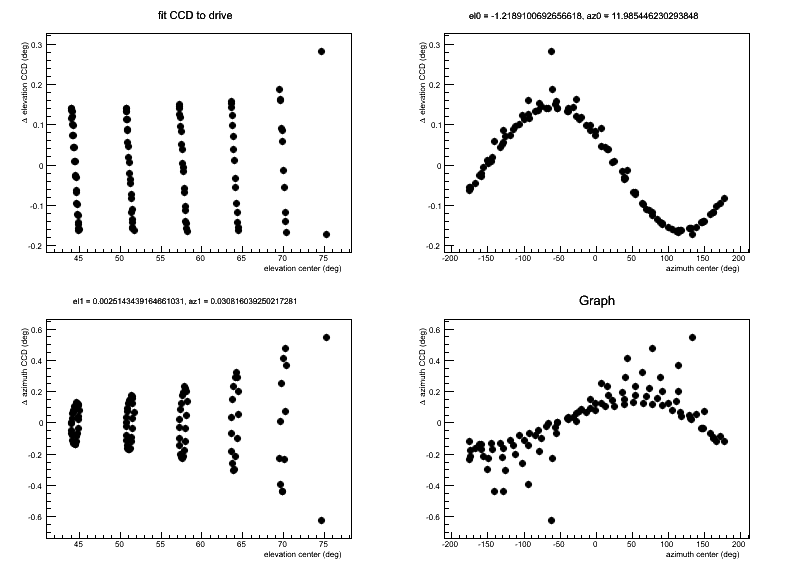 fit CCD to drive
el0 = -1.2189100692656618, az0 = 11.985446230293848
Δ elevation CCD (deg)
0.3
0.2
0.1
0
-0.1
-0.2
45 50 55 60 65 70 75
elevation center (deg)
Δ elevation CCD (deg)
0.3
0.2
0.1
0
-0.1
-0.2
-200 -150 -100 -50 0 50 100 150 200
azimuth center (deg)
el1 = 0.0025143439164661031, az1 = 0.030816039250217281
Graph
Δ azimuth CCD (deg)
0.6
0.4
0.2
0
-0.2
-0.4
-0.6
45 50 55 60 65 70 75
elevation center (deg)
Δ azimuth CCD (deg)
0.6
0.4
0.2
0
-0.2
-0.4
-0.6
-200 -150 -100 -50 0 50 100 150 200
azimuth center (deg)